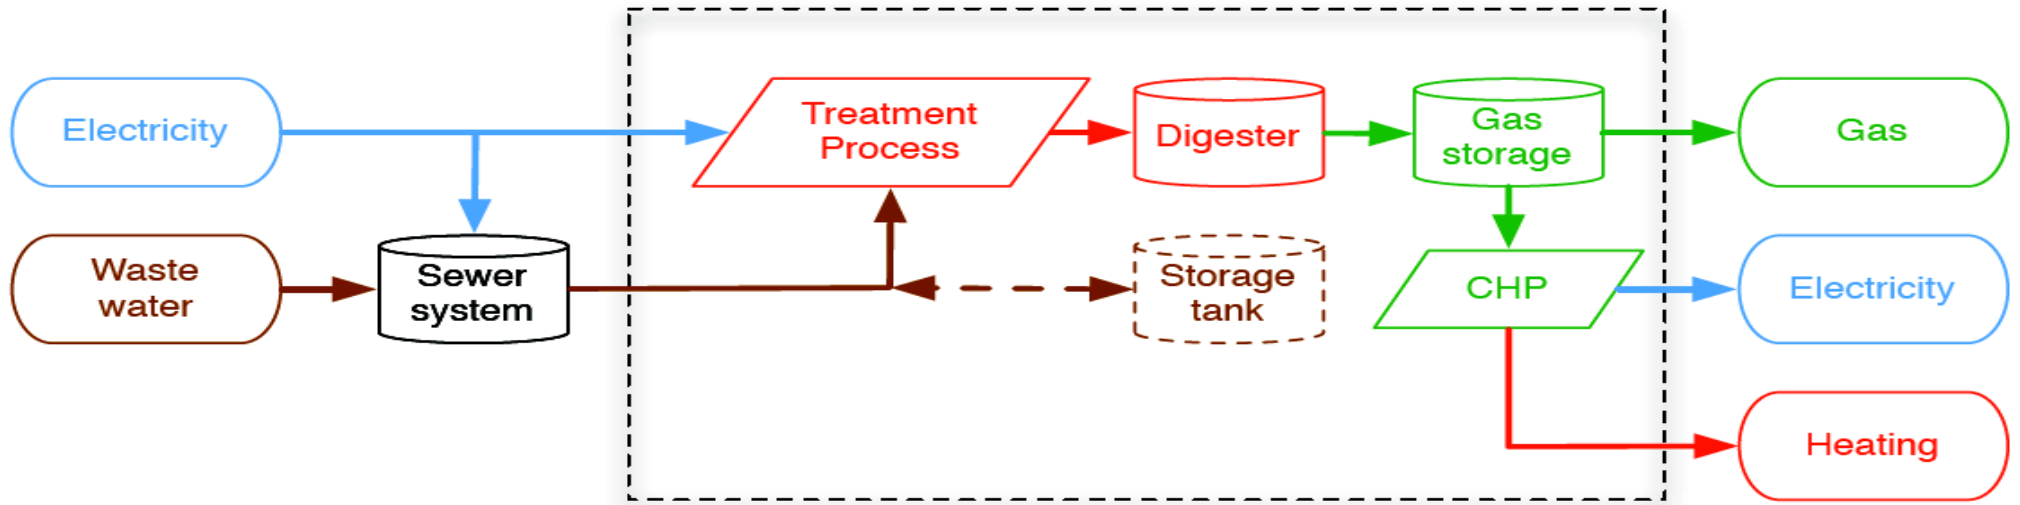 Electricity
Treatment
Process
Digester
Gas
storage
Gas
Waste
water
Sewer
system
Storage
tank
CHP
Electricity
Heating